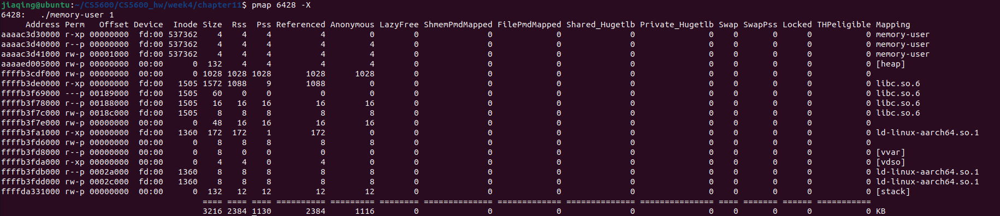 jiaqing@ubuntu:~/CS5600/CS5600_hw/week4/chapter11$ pmap 6428 -X
6428:   ./memory-user 1
     Address Perm   Offset Device  Inode Size  Rss  Pss Referenced Anonymous LazyFree ShmemPmdMapped FilePmdMapped Shared_Hugetlb Private_Hugetlb Swap SwapPss Locked THPeligible Mapping
aaaac3d30000 r-xp 00000000  fd:00 537362    4    4    4          4         0        0              0             0              0               0    0       0      0           0 memory-user
aaaac3d40000 r--p 00000000  fd:00 537362    4    4    4          4         4        0              0             0              0               0    0       0      0           0 memory-user
aaaac3d41000 rw-p 00001000  fd:00 537362    4    4    4          4         4        0              0             0              0               0    0       0      0           0 memory-user
aaaaed005000 rw-p 00000000  00:00      0  132    4    4          4         4        0              0             0              0               0    0       0      0           0 [heap]
ffffb3cdf000 rw-p 00000000  00:00      0 1028 1028 1028       1028      1028        0              0             0              0               0    0       0      0           0
ffffb3de0000 r-xp 00000000  fd:00   1505 1572 1088    9       1088         0        0              0             0              0               0    0       0      0           0 libc.so.6
ffffb3f69000 ---p 00189000  fd:00   1505   60    0    0          0         0        0              0             0              0               0    0       0      0           0 libc.so.6
ffffb3f78000 r--p 00188000  fd:00   1505   16   16   16         16        16        0              0             0              0               0    0       0      0           0 libc.so.6
ffffb3f7c000 rw-p 0018c000  fd:00   1505    8    8    8          8         8        0              0             0              0               0    0       0      0           0 libc.so.6
ffffb3f7e000 rw-p 00000000  00:00      0   48   16   16         16        16        0              0             0              0               0    0       0      0           0
ffffb3fa1000 r-xp 00000000  fd:00   1360  172  172    1        172         0        0              0             0              0               0    0       0      0           0 ld-linux-aarch64.so.1
ffffb3fd6000 rw-p 00000000  00:00      0    8    8    8          8         8        0              0             0              0               0    0       0      0           0
ffffb3fd8000 r--p 00000000  00:00      0    8    0    0          0         0        0              0             0              0               0    0       0      0           0 [vvar]
ffffb3fda000 r-xp 00000000  00:00      0    4    4    0          4         0        0              0             0              0               0    0       0      0           0 [vdso]
ffffb3fdb000 r--p 0002a000  fd:00   1360    8    8    8          8         8        0              0             0              0               0    0       0      0           0 ld-linux-aarch64.so.1
ffffb3fdd000 rw-p 0002c000  fd:00   1360    8    8    8          8         8        0              0             0              0               0    0       0      0           0 ld-linux-aarch64.so.1
ffffda331000 rw-p 00000000  00:00      0  132   12   12         12        12        0              0             0              0               0    0       0      0           0 [stack]
                                         ==== ==== ==== ========== ========= ======== ============== ============= ============== =============== ==== ======= ====== ===========
                                         3216 2384 1130       2384      1116        0              0             0              0               0    0       0      0           0 KB